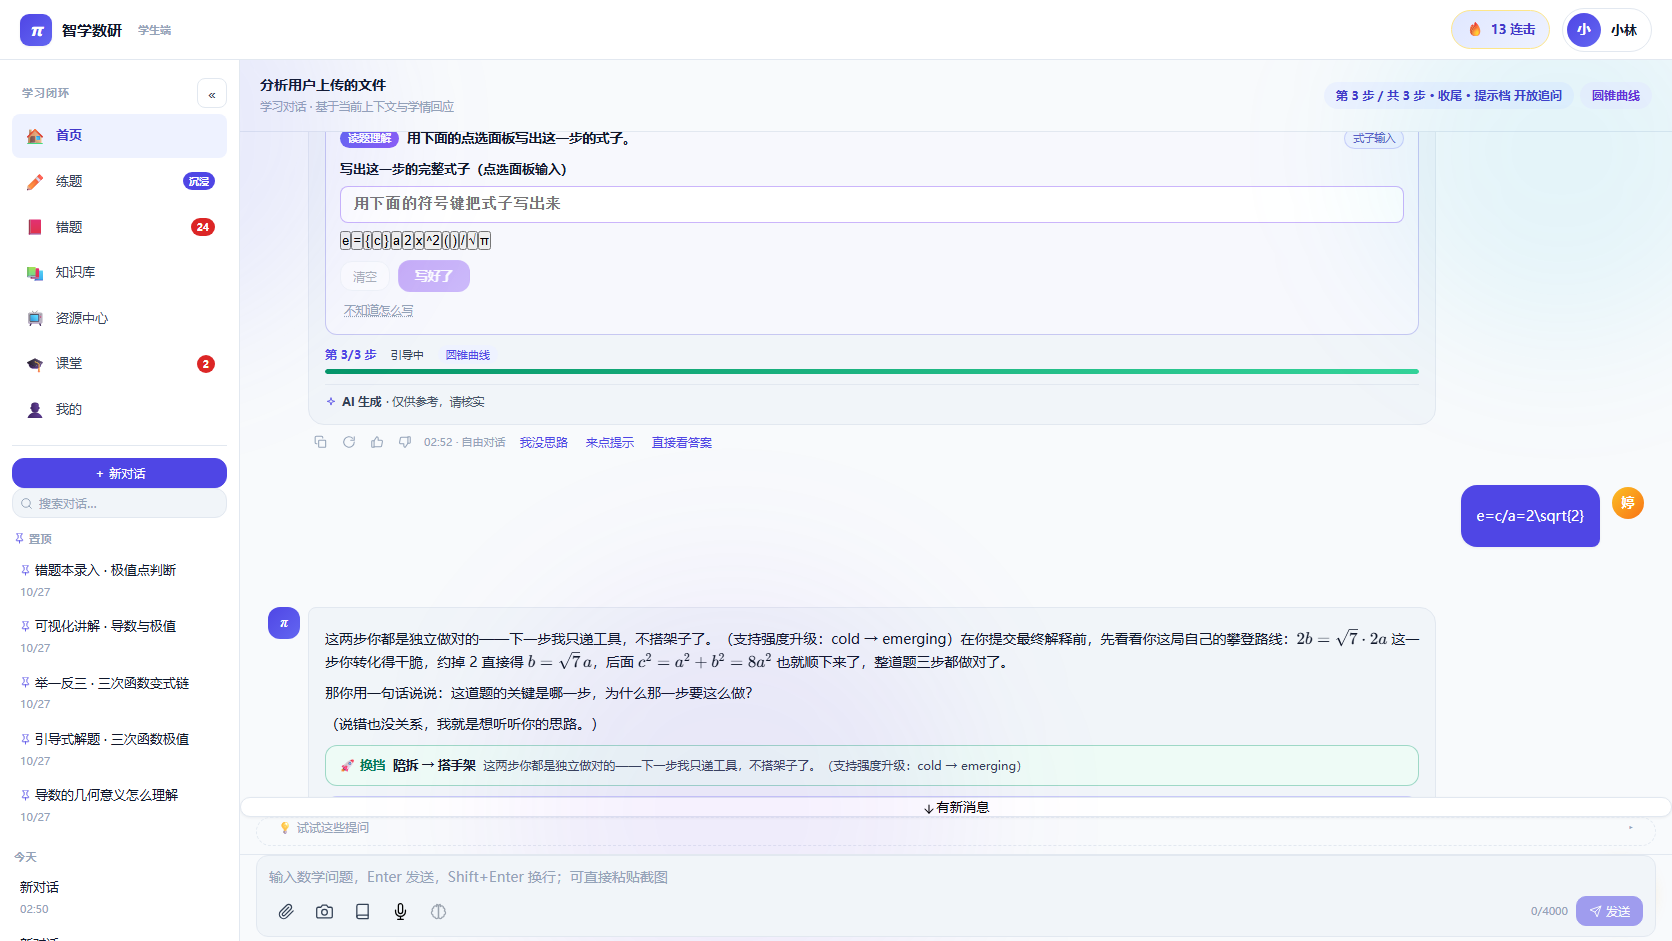 π 智学数研 学生端
🔥 13 连击
小 小林
学习闭环 «
首页
练题 沉浸
错题 24
知识库
资源中心
课堂 2
我的
+ 新对话
搜索对话...
置顶
错题本录入 · 极值点判断
10/27
可视化讲解 · 导数与极值
10/27
举一反三 · 三次函数变式链
10/27
引导式解题 · 三次函数极值
10/27
导数的几何意义怎么理解
10/27
今天
新对话
02:50
新对话
分析用户上传的文件
学习对话 · 基于当前上下文与学情回应
第 3 步 / 共 3 步 • 收尾 • 提示档 开放追问 圆锥曲线
读题理解 用下面的点选面板写出这一步的式子。 式子输入
写出这一步的完整式子（点选面板输入）
用下面的符号键把式子写出来
e={c}a2x^2()/√π
清空 写好了
不知道怎么写
第 3/3 步 引导中 圆锥曲线
AI 生成 · 仅供参考，请核实
02:52 · 自由对话 我没思路 来点提示 直接看答案
e=c/a=2\sqrt{2}
婷
π
这两步你都是独立做对的——下一步我只递工具，不搭架子了。（支持强度升级：cold → emerging）在你提交最终解释前，先看看你这局自己的攀登路线：2b = √7 · 2a 这一
步你转化得干脆，约掉 2 直接得 b = √7 a，后面 c² = a² + b² = 8a² 也就顺下来了，整道题三步都做对了。
那你用一句话说说：这道题的关键是哪一步，为什么那一步要这么做？
（说错也没关系，我就是想听听你的思路。）
🚀 换挡 陪拆 → 搭手架 这两步你都是独立做对的——下一步我只递工具，不搭架子了。（支持强度升级：cold → emerging）
↓有新消息
💡 试试这些提问
输入数学问题，Enter 发送，Shift+Enter 换行；可直接粘贴截图
0/4000 发送